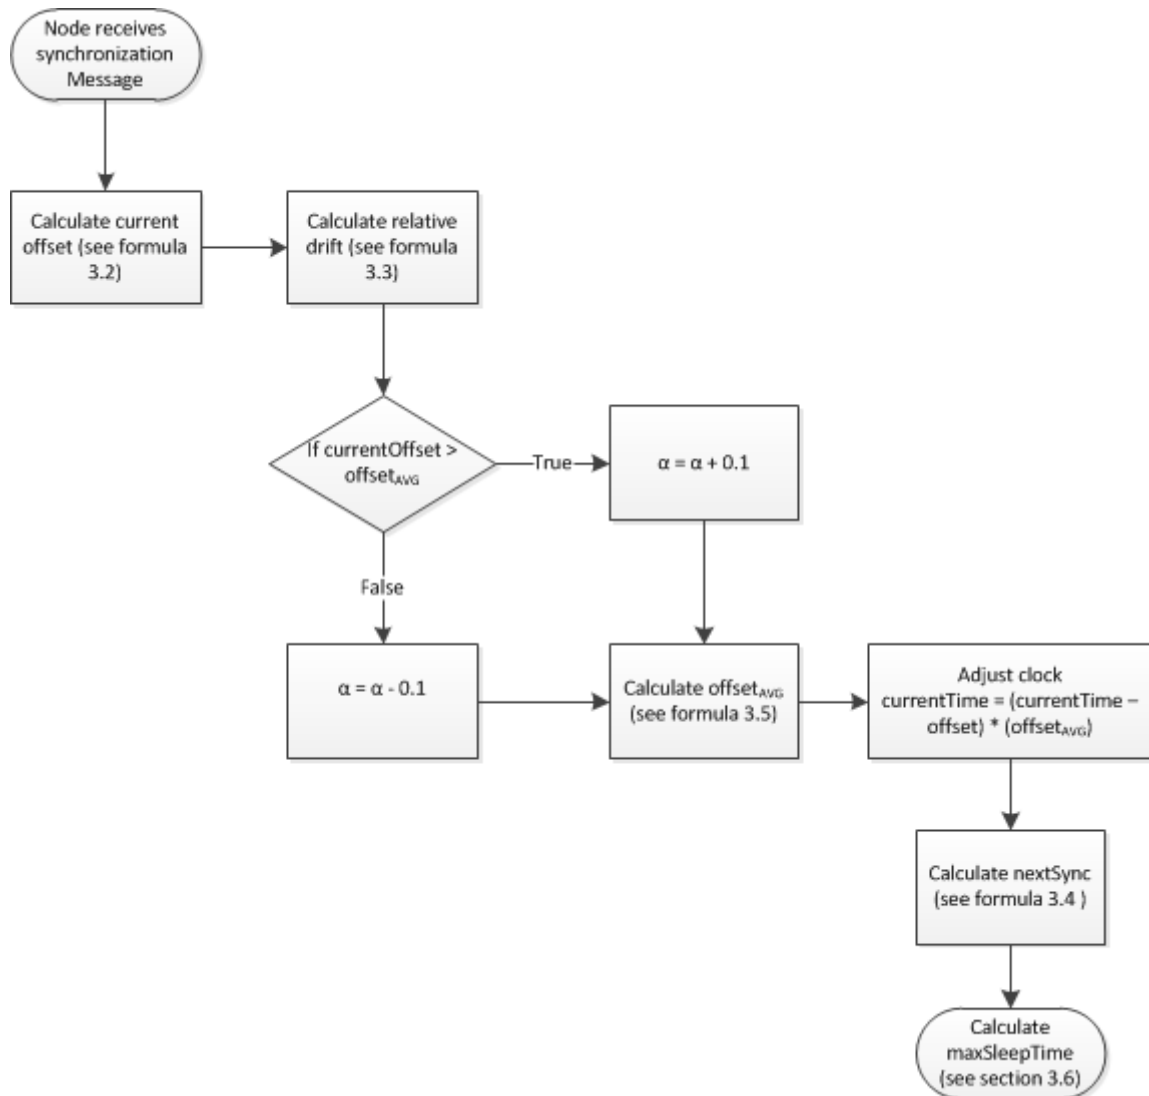 Node receives
synchronization
Message
Calculate current
offset (see formula
3.2)
Calculate relative
drift (see formula
3.3)
If currentOffset >
offsetAVG
True
α = α + 0.1
False
α = α - 0.1
Calculate offsetAVG
(see formula 3.5)
Adjust clock
currentTime = (currentTime –
offset) * (offsetAVG)
Calculate nextSync
(see formula 3.4 )
Calculate
maxSleepTime
(see section 3.6)